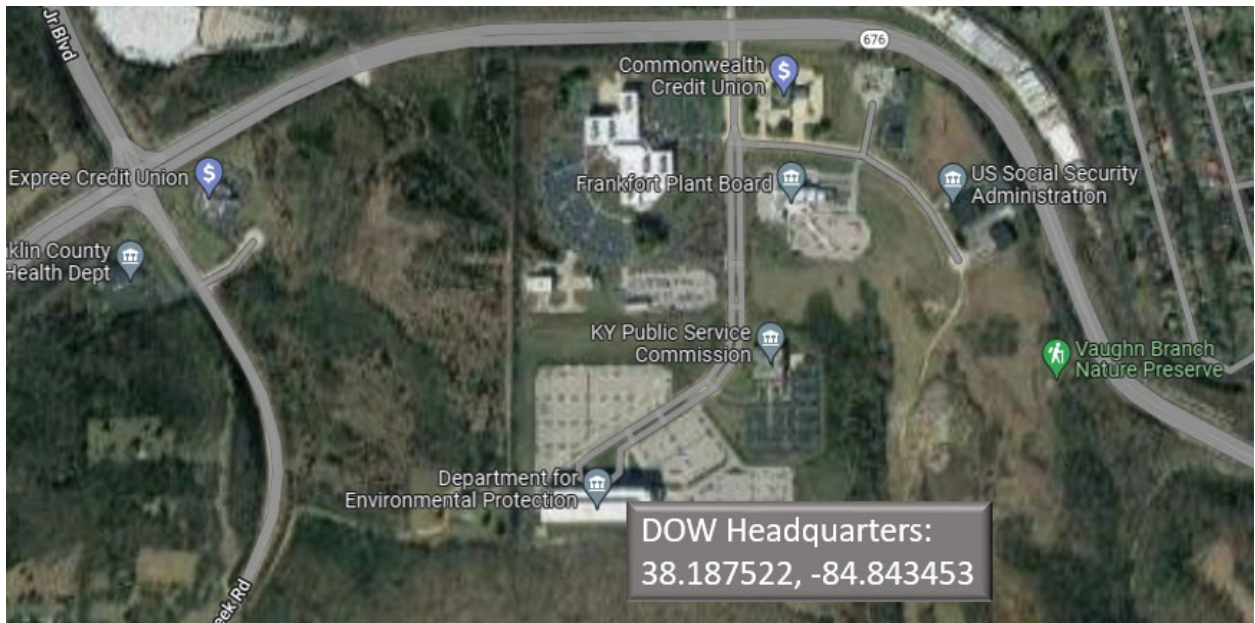 Jr Blvd
676
Commonwealth
Credit Union
Expree Credit Union
Frankfort Plant Board
US Social Security
Administration
klin County
Health Dept
KY Public Service
Commission
Vaughn Branch
Nature Preserve
Department for
Environmental Protection
DOW Headquarters:
38.187522, -84.843453
eek Rd